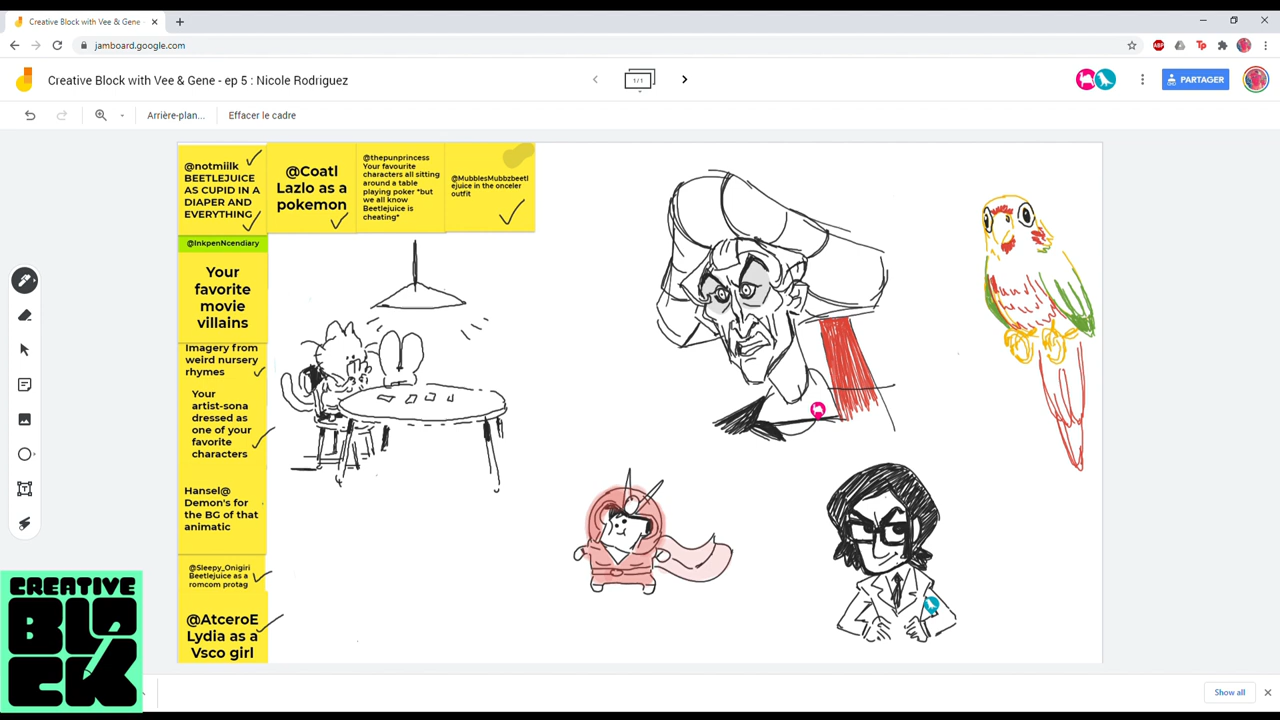 Creative Block with Vee & Gene -
jamboard.google.com
ABP
Tp
Creative Block with Vee & Gene - ep 5 : Nicole Rodriguez
1/1
PARTAGER
Arrière-plan...
Effacer le cadre
@notmiilk
BEETLEJUICE
AS CUPID IN A
DIAPER AND
EVERYTHING
@Coatl
Lazlo as a
pokemon
@thepunprincess
Your favourite
characters all sitting
around a table
playing poker *but
we all know
Beetlejuice is
cheating*
@MubblesMubbzbeetl
ejuice in the onceler
outfit
@InkpenNcendiary
Your
favorite
movie
villains
Imagery from
weird nursery
rhymes
Your
artist-sona
dressed as
one of your
favorite
characters
Hansel@
Demon's for
the BG of that
animatic
@Sleepy_Onigiri
Beetlejuice as a
romcom protag
@AtceroE
Lydia as a
Vsco girl
CREATIVE
BLOCK
Show all